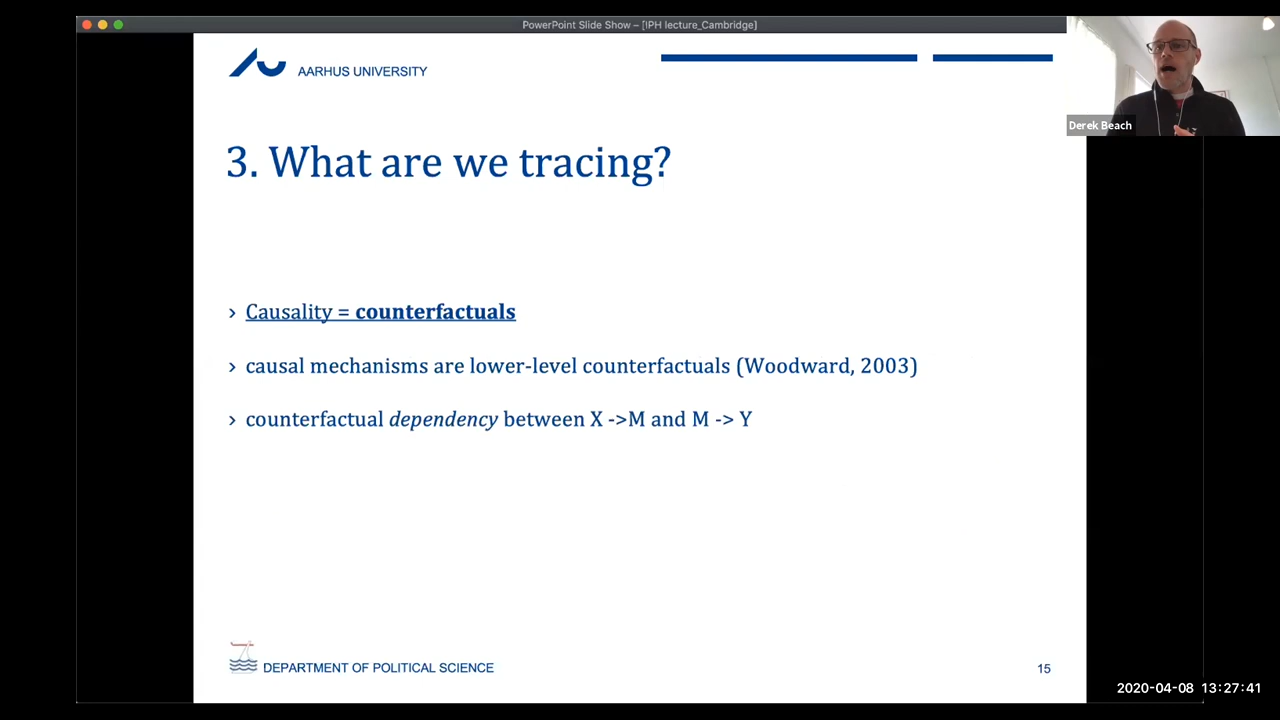 PowerPoint Slide Show – [IPH lecture_Cambridge]
AARHUS UNIVERSITY
Derek Beach
3. What are we tracing?
› Causality = counterfactuals
› causal mechanisms are lower-level counterfactuals (Woodward, 2003)
› counterfactual dependency between X ->M and M -> Y
DEPARTMENT OF POLITICAL SCIENCE
15
2020-04-08 13:27:41